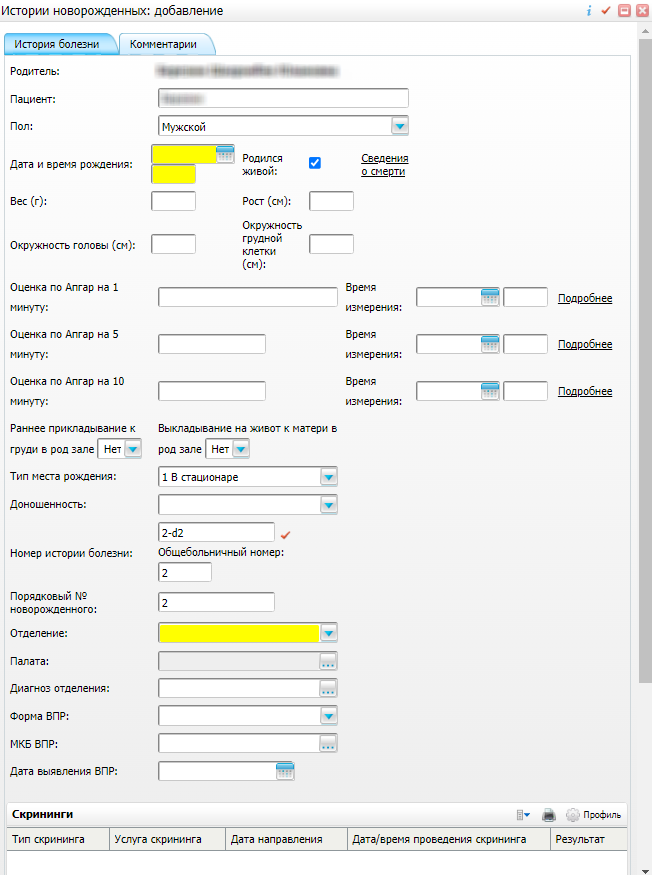 Истории новорожденных: добавление
История болезни
Комментарии
Родитель:
Пациент:
Пол:
Мужской
Дата и время рождения:
Родился живой:
Сведения о смерти
Вес (г):
Рост (см):
Окружность головы (см):
Окружность грудной клетки (см):
Оценка по Апгар на 1 минуту:
Время измерения:
Подробнее
Оценка по Апгар на 5 минуту:
Время измерения:
Подробнее
Оценка по Апгар на 10 минуту:
Время измерения:
Подробнее
Раннее прикладывание к груди в род зале Нет
Выкладывание на живот к матери в род зале Нет
Тип места рождения:
1 В стационаре
Доношенность:
Номер истории болезни:
2-d2
Общебольничный номер:
2
Порядковый № новорожденного:
2
Отделение:
Палата:
Диагноз отделения:
Форма ВПР:
МКБ ВПР:
Дата выявления ВПР:
Скрининги
Профиль
Тип скрининга
Услуга скрининга
Дата направления
Дата/время проведения скрининга
Результат